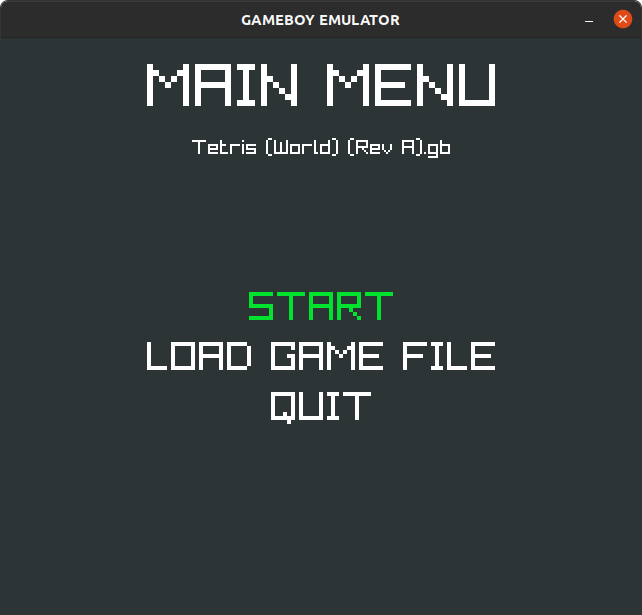 GAMEBOY EMULATOR
MAIN MENU
Tetris (World) (Rev A).gb
START
LOAD GAME FILE
QUIT